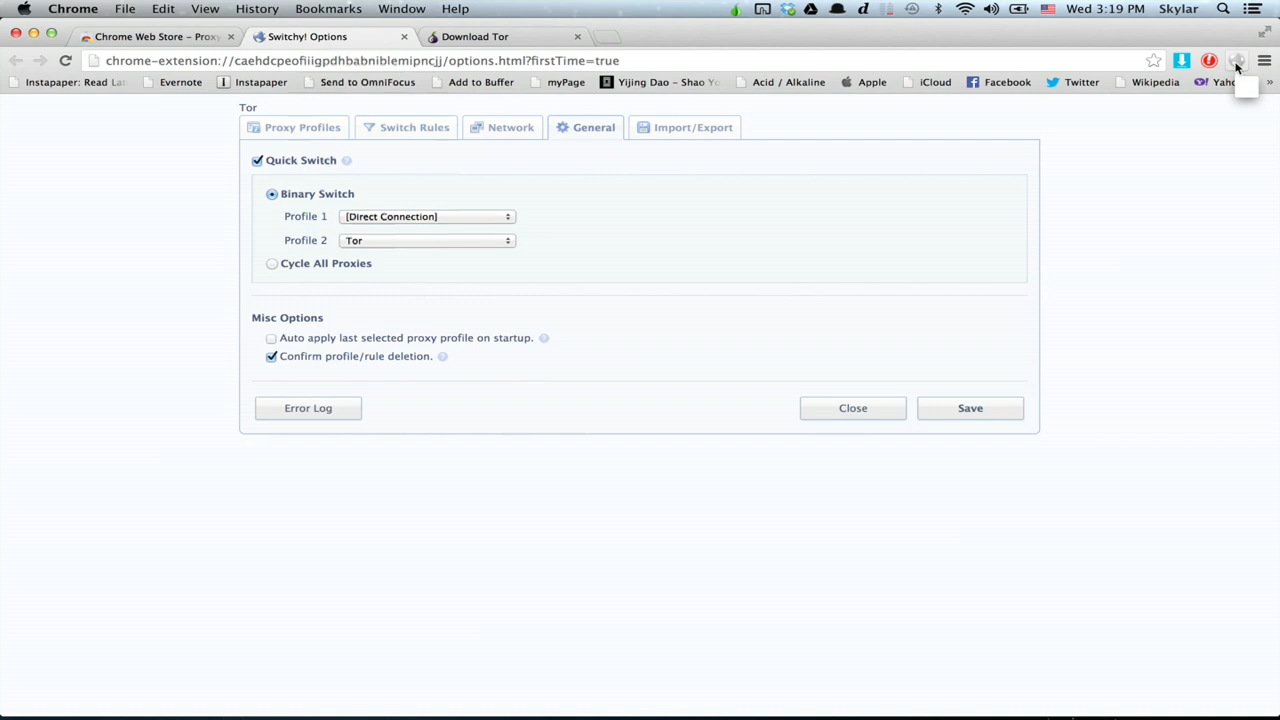 Chrome File Edit View History Bookmarks Window Help Wed 3:19 PM Skylar
Chrome Web Store - Proxy Switchy! Options Download Tor
chrome-extension://caehdcpeofiiigpdhbabniblemipncjj/options.html?firstTime=true
Instapaper: Read Lat Evernote Instapaper Send to OmniFocus Add to Buffer myPage Yijing Dao - Shao Yo Acid / Alkaline Apple iCloud Facebook Twitter Wikipedia Yaho »
Tor
Proxy Profiles Switch Rules Network General Import/Export
Quick Switch
Binary Switch
Profile 1 [Direct Connection]
Profile 2 Tor
Cycle All Proxies
Misc Options
Auto apply last selected proxy profile on startup.
Confirm profile/rule deletion.
Error Log Close Save